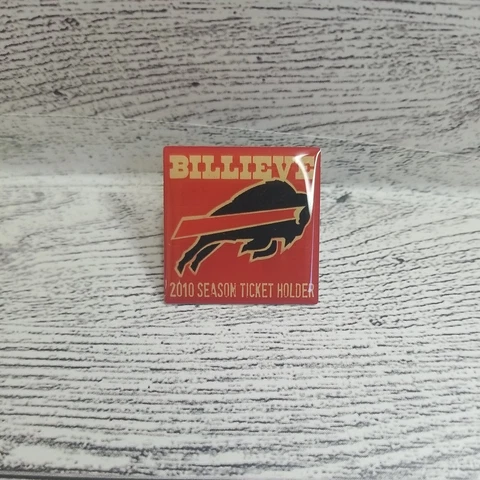 BILLIEVE
2010 SEASON TICKET HOLDER